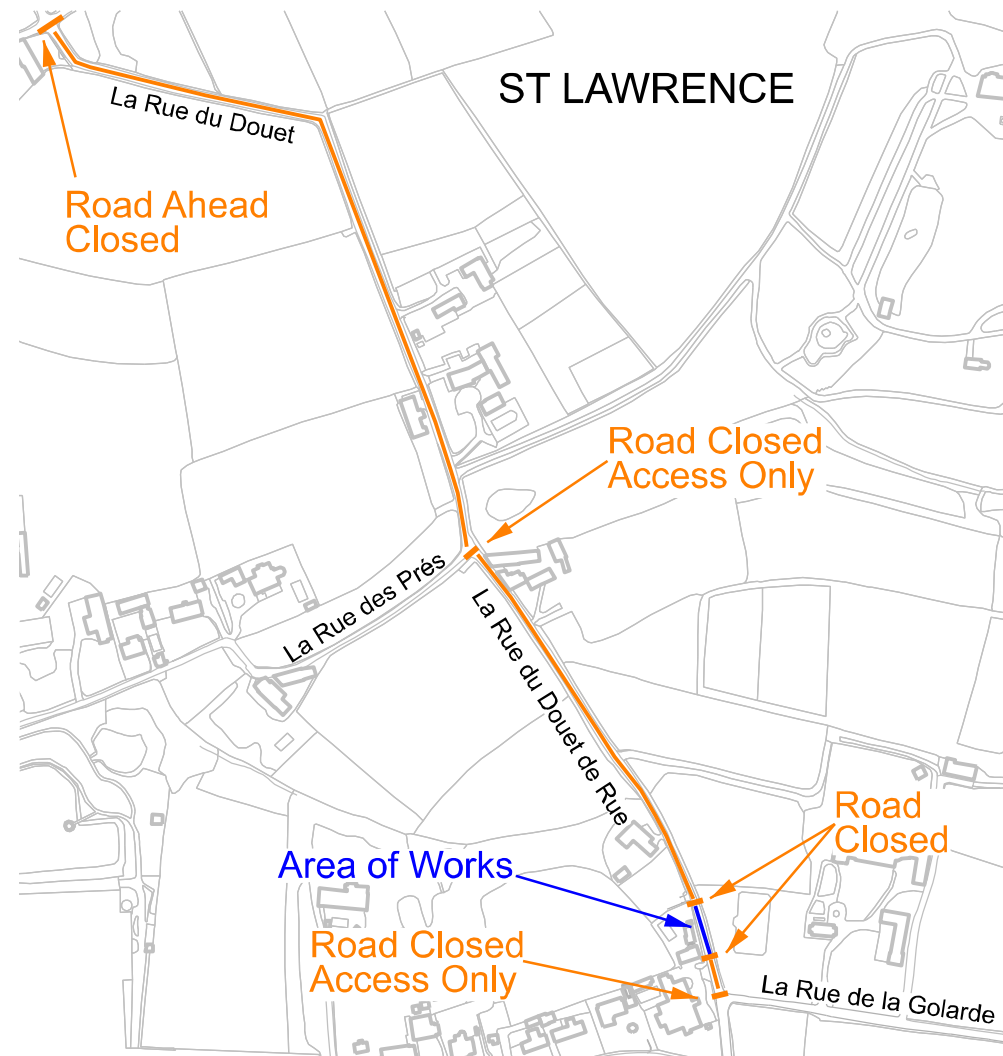 ST LAWRENCE
La Rue du Douet
Road Ahead
Closed
Road Closed
Access Only
La Rue des Prés
La Rue du Douet de Rue
Road
Closed
Area of Works
Road Closed
Access Only
La Rue de la Golarde